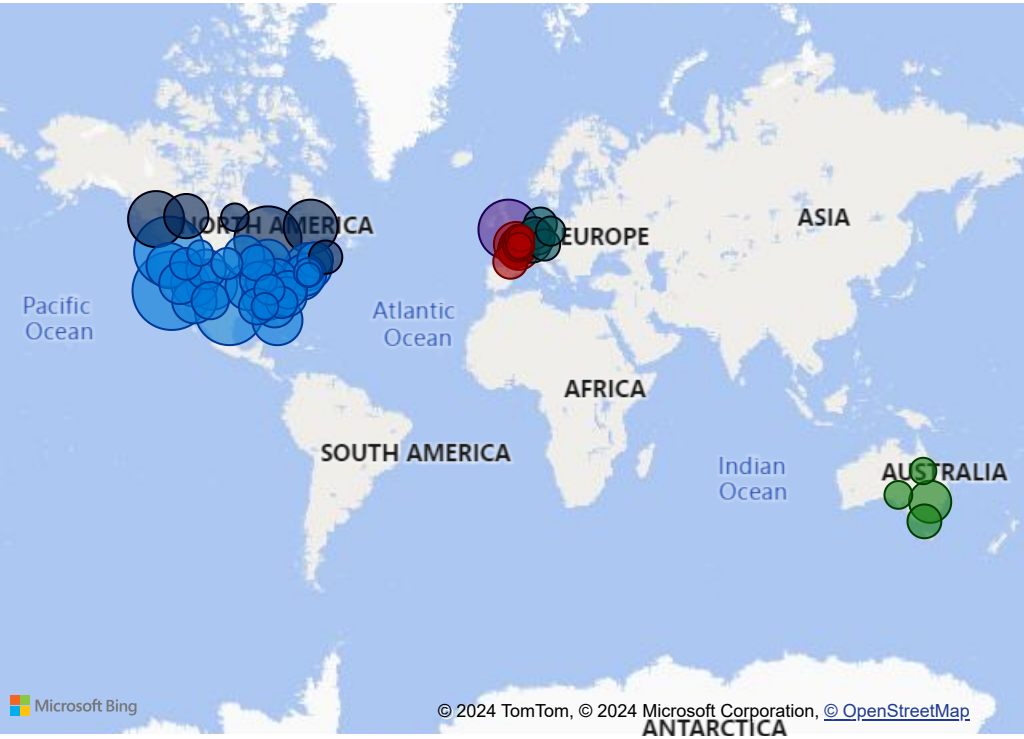 NORTH AMERICA
EUROPE
ASIA
Pacific
Ocean
Atlantic
Ocean
AFRICA
SOUTH AMERICA
Indian
Ocean
AUSTRALIA
Microsoft Bing
© 2024 TomTom, © 2024 Microsoft Corporation, © OpenStreetMap
ANTARCTICA